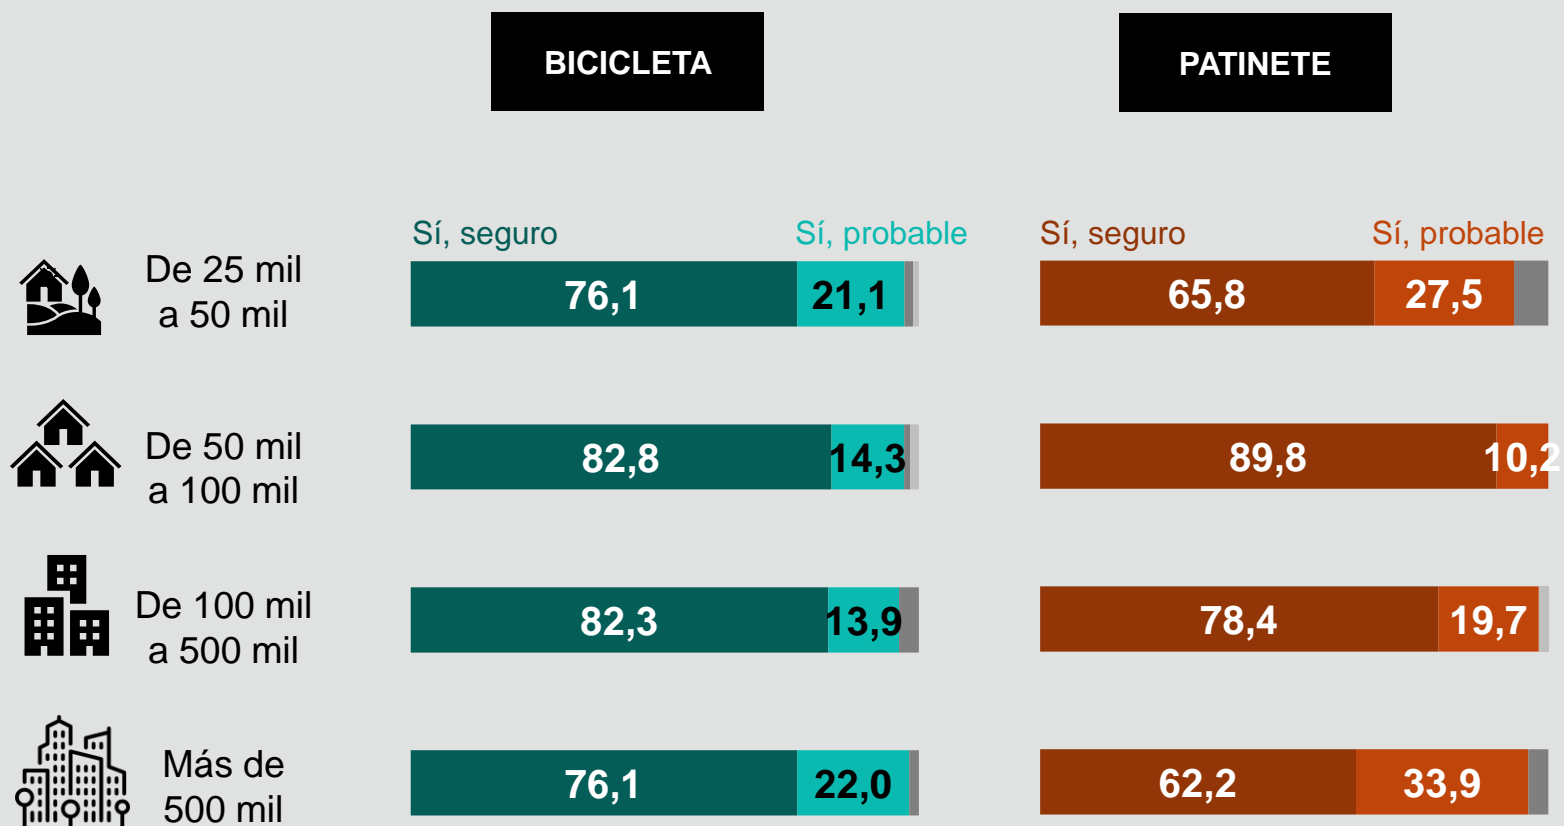 BICICLETA
PATINETE
Sí, seguro
Sí, probable
Sí, seguro
Sí, probable
De 25 mil
a 50 mil
76,1
21,1
65,8
27,5
De 50 mil
a 100 mil
82,8
14,3
89,8
10,2
De 100 mil
a 500 mil
82,3
13,9
78,4
19,7
Más de
500 mil
76,1
22,0
62,2
33,9